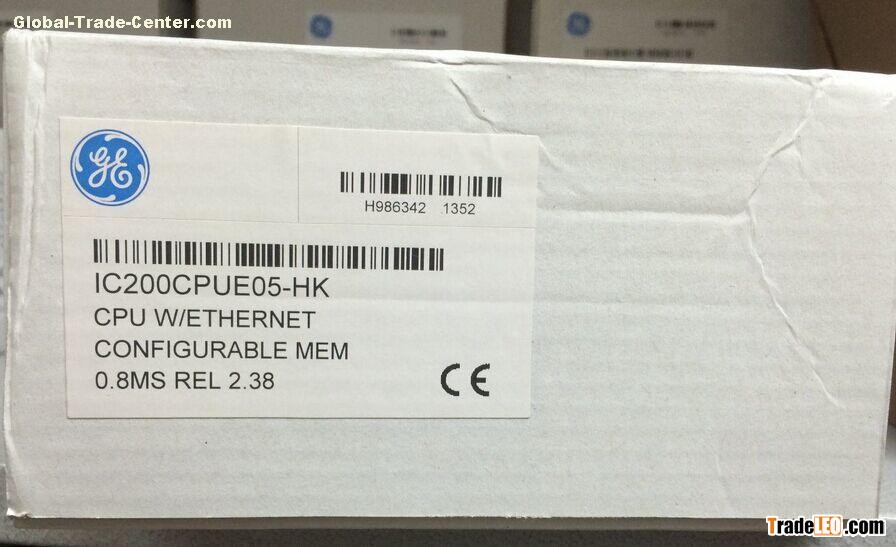 Global-Trade-Center.com
GE
H986342 1352
IC200CPUE05-HK
CPU W/ETHERNET
CONFIGURABLE MEM
0.8MS REL 2.38
CE
TradeLEO.com